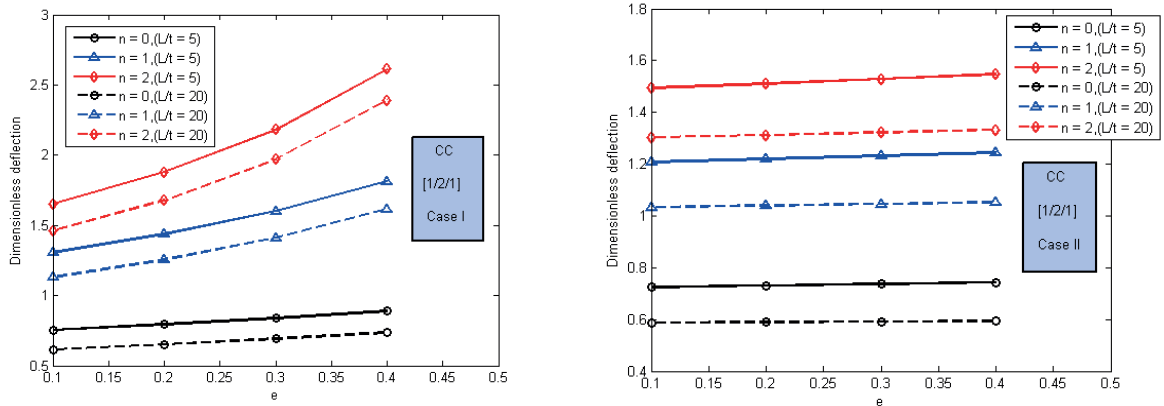 3
2.5
2
1.5
1
0.5
0.1
0.15
0.2
0.25
0.3
0.35
0.4
0.45
0.5
Dimensionless deflection
e
n = 0,(L/t = 5)
n = 1,(L/t = 5)
n = 2,(L/t = 5)
n = 0,(L/t = 20)
n = 1,(L/t = 20)
n = 2,(L/t = 20)
CC
[1/2/1]
Case I
1.8
1.6
1.4
1.2
1
0.8
0.6
0.4
0.1
0.15
0.2
0.25
0.3
0.35
0.4
0.45
0.5
Dimensionless deflection
e
n = 0,(L/t = 5)
n = 1,(L/t = 5)
n = 2,(L/t = 5)
n = 0,(L/t = 20)
n = 1,(L/t = 20)
n = 2,(L/t = 20)
CC
[1/2/1]
Case II